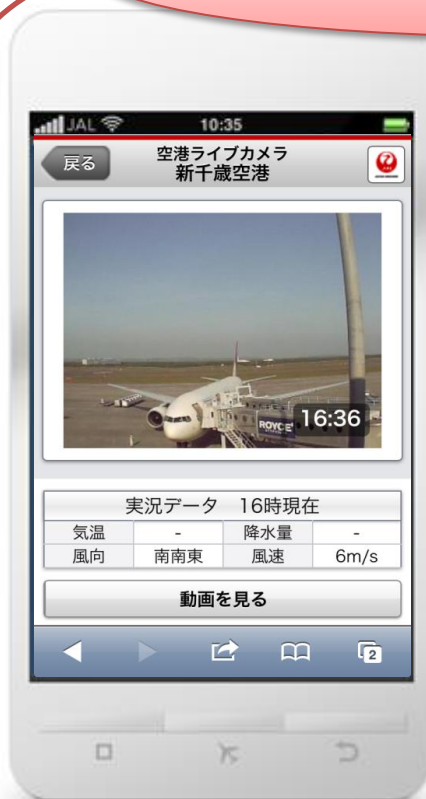 JAL 10:35
戻る
空港ライブカメラ
新千歳空港
ROYCE'
16:36
実況データ 16時現在
気温 - 降水量 -
風向 南南東 風速 6m/s
動画を見る
2